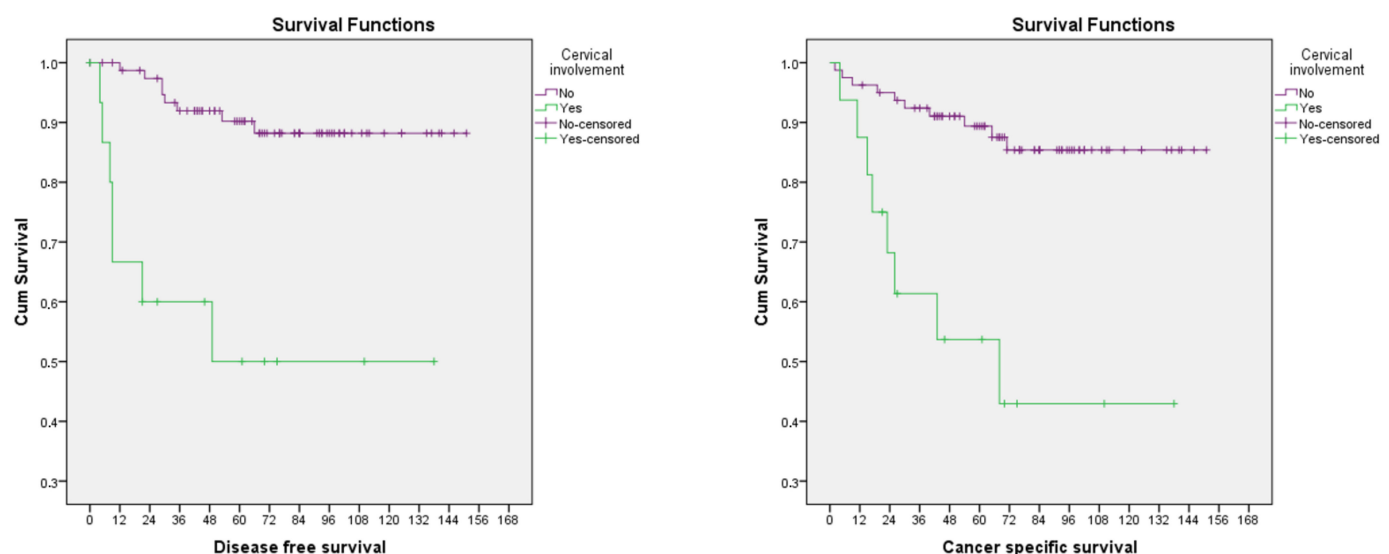 Survival Functions
Cervical
involvement
No
Yes
No-censored
Yes-censored
1.0
0.9
0.8
0.7
0.6
0.5
0.4
0.3
Cum Survival
0 12 24 36 48 60 72 84 96 108 120 132 144 156 168
Disease free survival
Survival Functions
Cervical
involvement
No
Yes
No-censored
Yes-censored
1.0
0.9
0.8
0.7
0.6
0.5
0.4
0.3
Cum Survival
0 12 24 36 48 60 72 84 96 108 120 132 144 156 168
Cancer specific survival